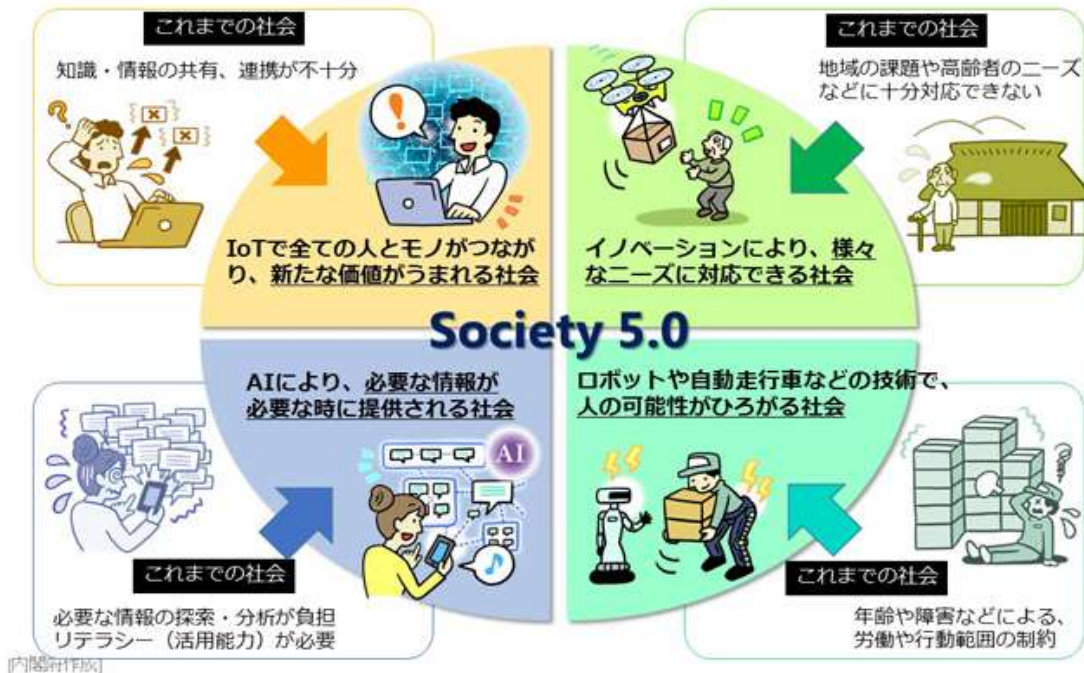 これまでの社会
知識・情報の共有、連携が不十分
IoTで全ての人とモノがつなが
り、新たな価値がうまれる社会
これまでの社会
地域の課題や高齢者のニーズ
などに十分対応できない
イノベーションにより、様々
なニーズに対応できる社会
Society 5.0
AIにより、必要な情報が
必要な時に提供される社会
AI
これまでの社会
必要な情報の探索・分析が負担
リテラシー(活用能力)が必要
ロボットや自動走行車などの技術で、
人の可能性がひろがる社会
これまでの社会
年齢や障害などによる、
労働や行動範囲の制約
[内閣府作成]